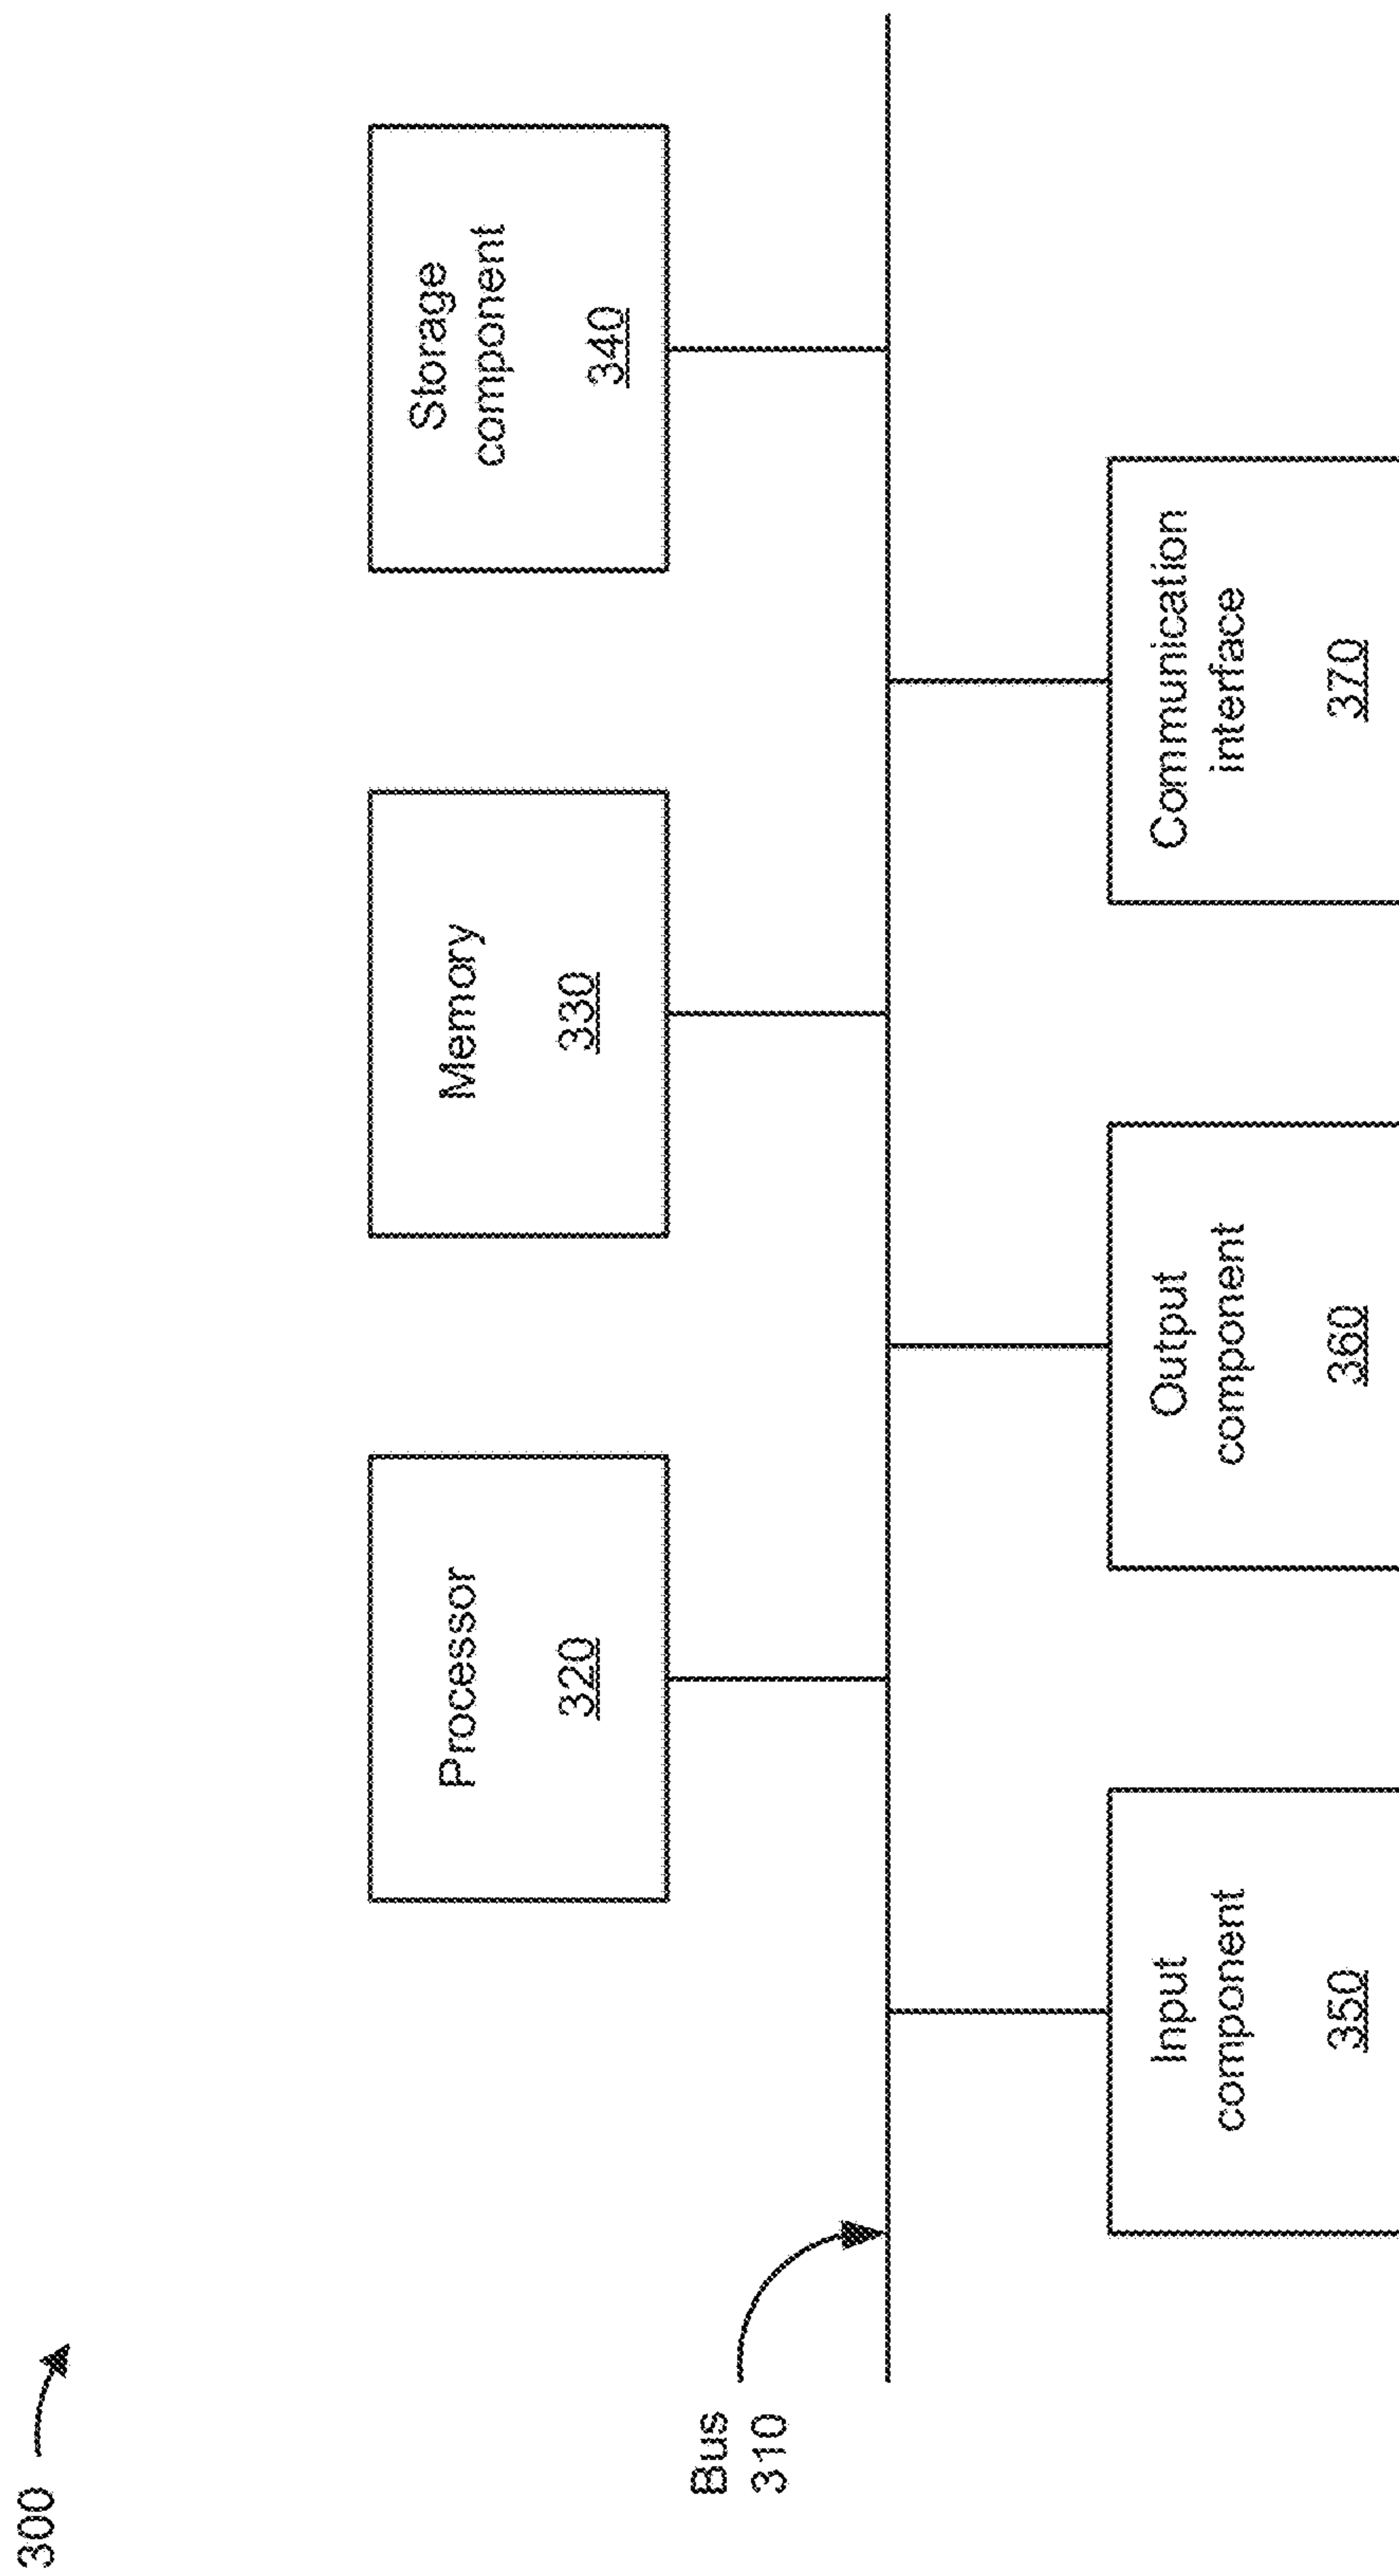 300
Processor
320
Memory
330
Storage
component
340
Bus
310
Input
component
350
Output
component
360
Communication
interface
370